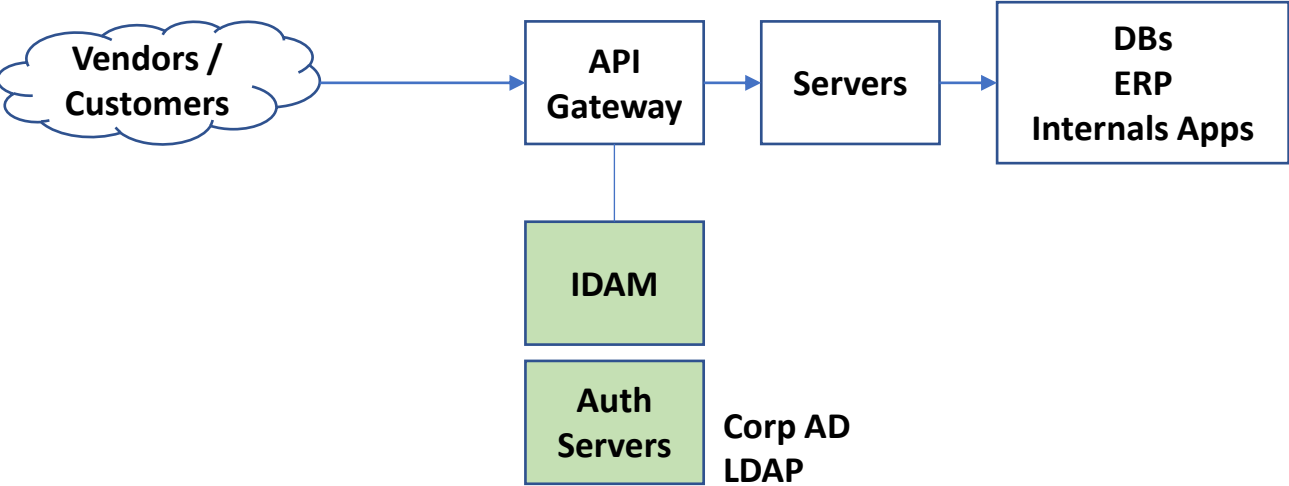 Vendors /
Customers
API
Gateway
Servers
DBs
ERP
Internals Apps
IDAM
Auth
Servers
Corp AD
LDAP